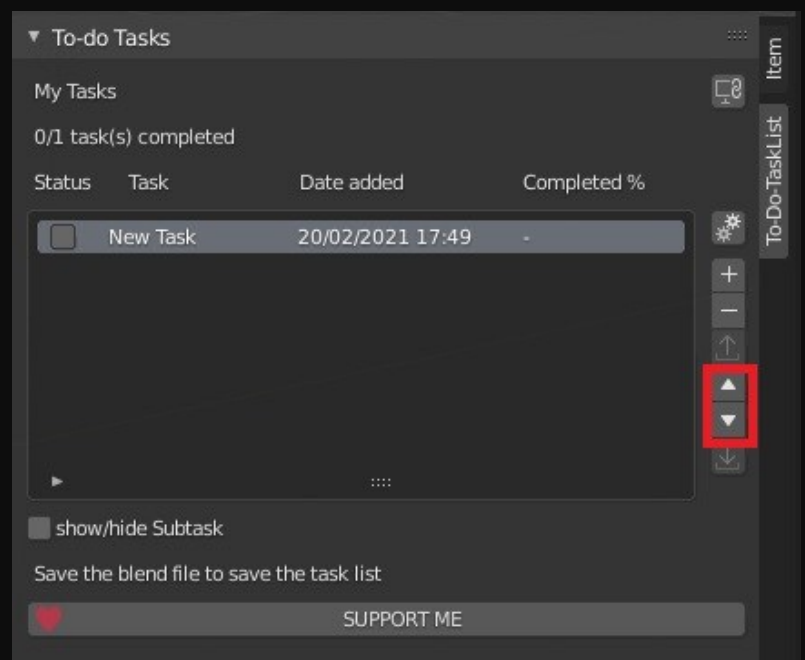 To-do Tasks
My Tasks
0/1 task(s) completed
Status Task Date added Completed %
New Task 20/02/2021 17:49 -
show/hide Subtask
Save the blend file to save the task list
SUPPORT ME
Item
To-Do-TaskList